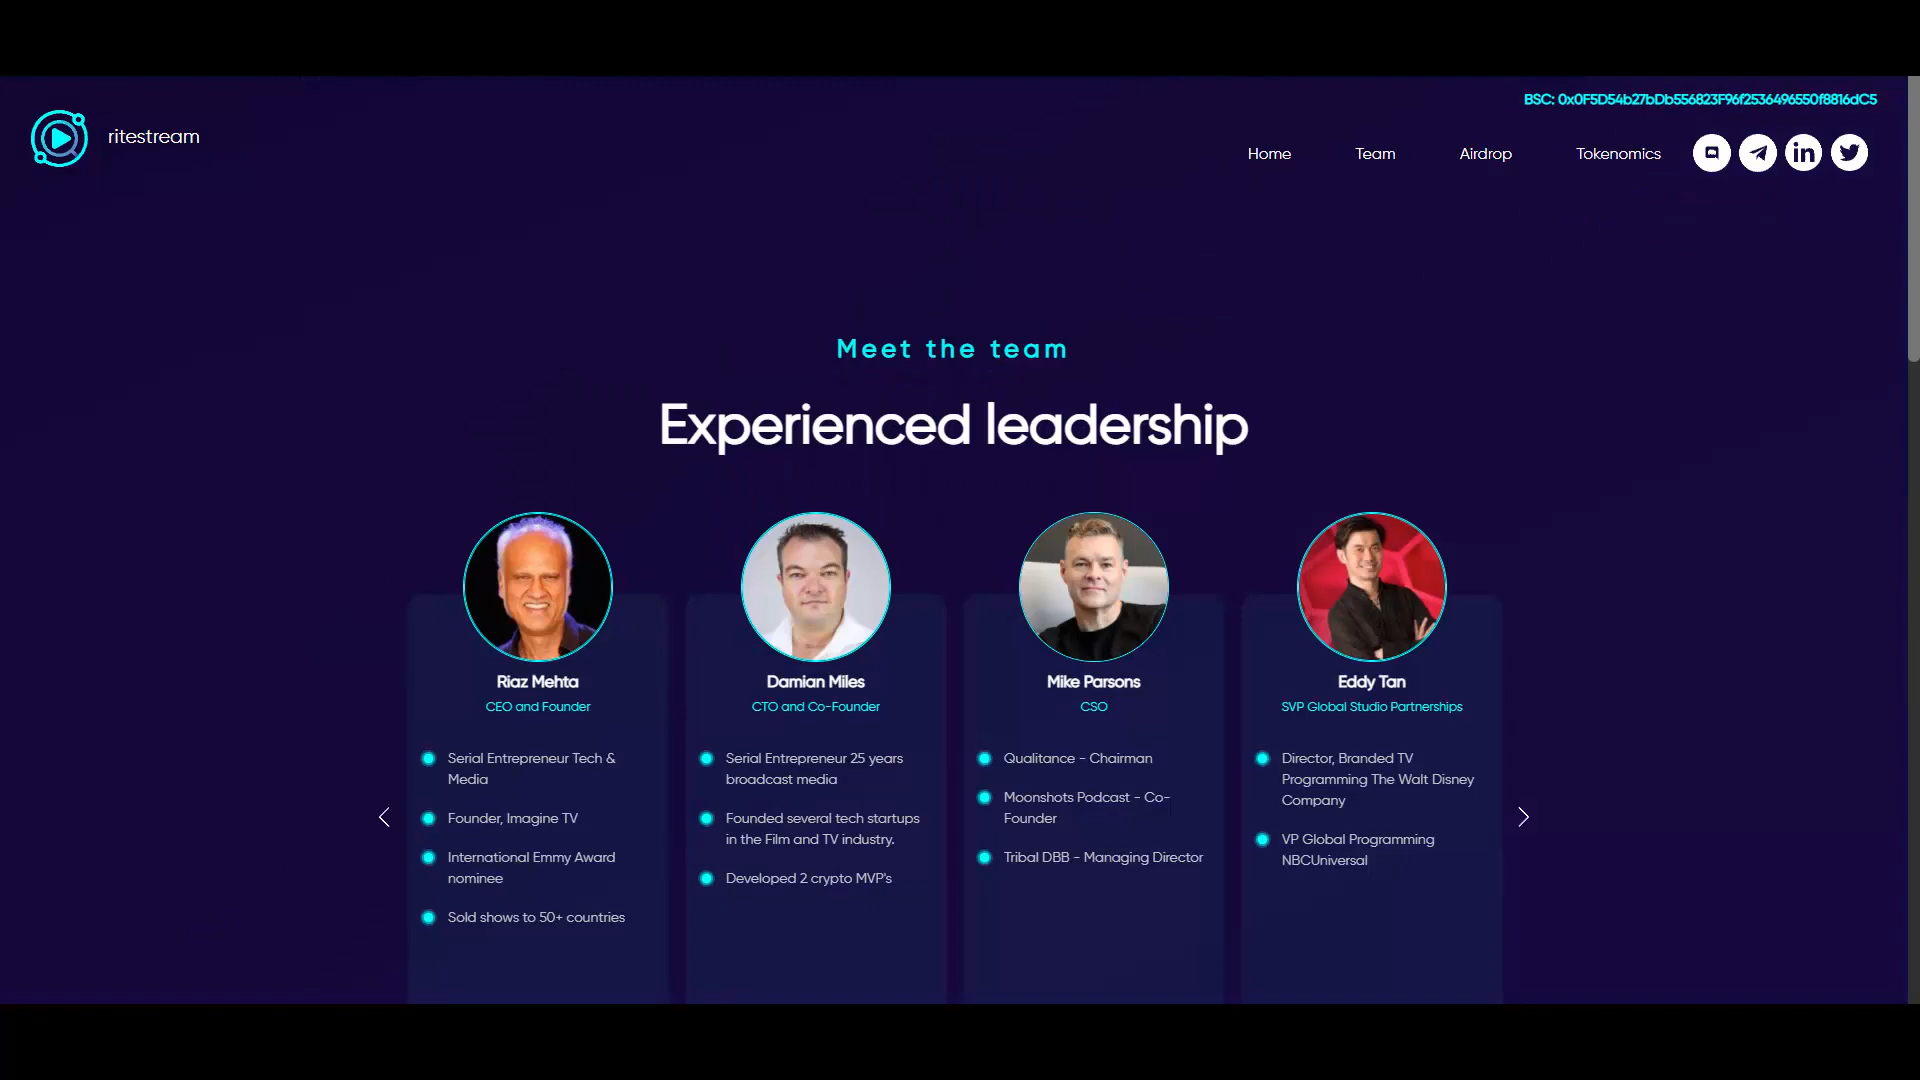 BSC: 0x0F5D54b27bDb556823F96f2536496550f8816dC5
ritestream
Home
Team
Airdrop
Tokenomics
in
Meet the team
Experienced leadership
Riaz Mehta
CEO and Founder
Serial Entrepreneur Tech &
Media
Founder, Imagine TV
International Emmy Award
nominee
Sold shows to 50+ countries
Damian Miles
CTO and Co-Founder
Serial Entrepreneur 25 years
broadcast media
Founded several tech startups
in the Film and TV industry.
Developed 2 crypto MVP's
Mike Parsons
CSO
Qualitance - Chairman
Moonshots Podcast - Co-
Founder
Tribal DBB - Managing Director
Eddy Tan
SVP Global Studio Partnerships
Director, Branded TV
Programming The Walt Disney
Company
VP Global Programming
NBCUniversal